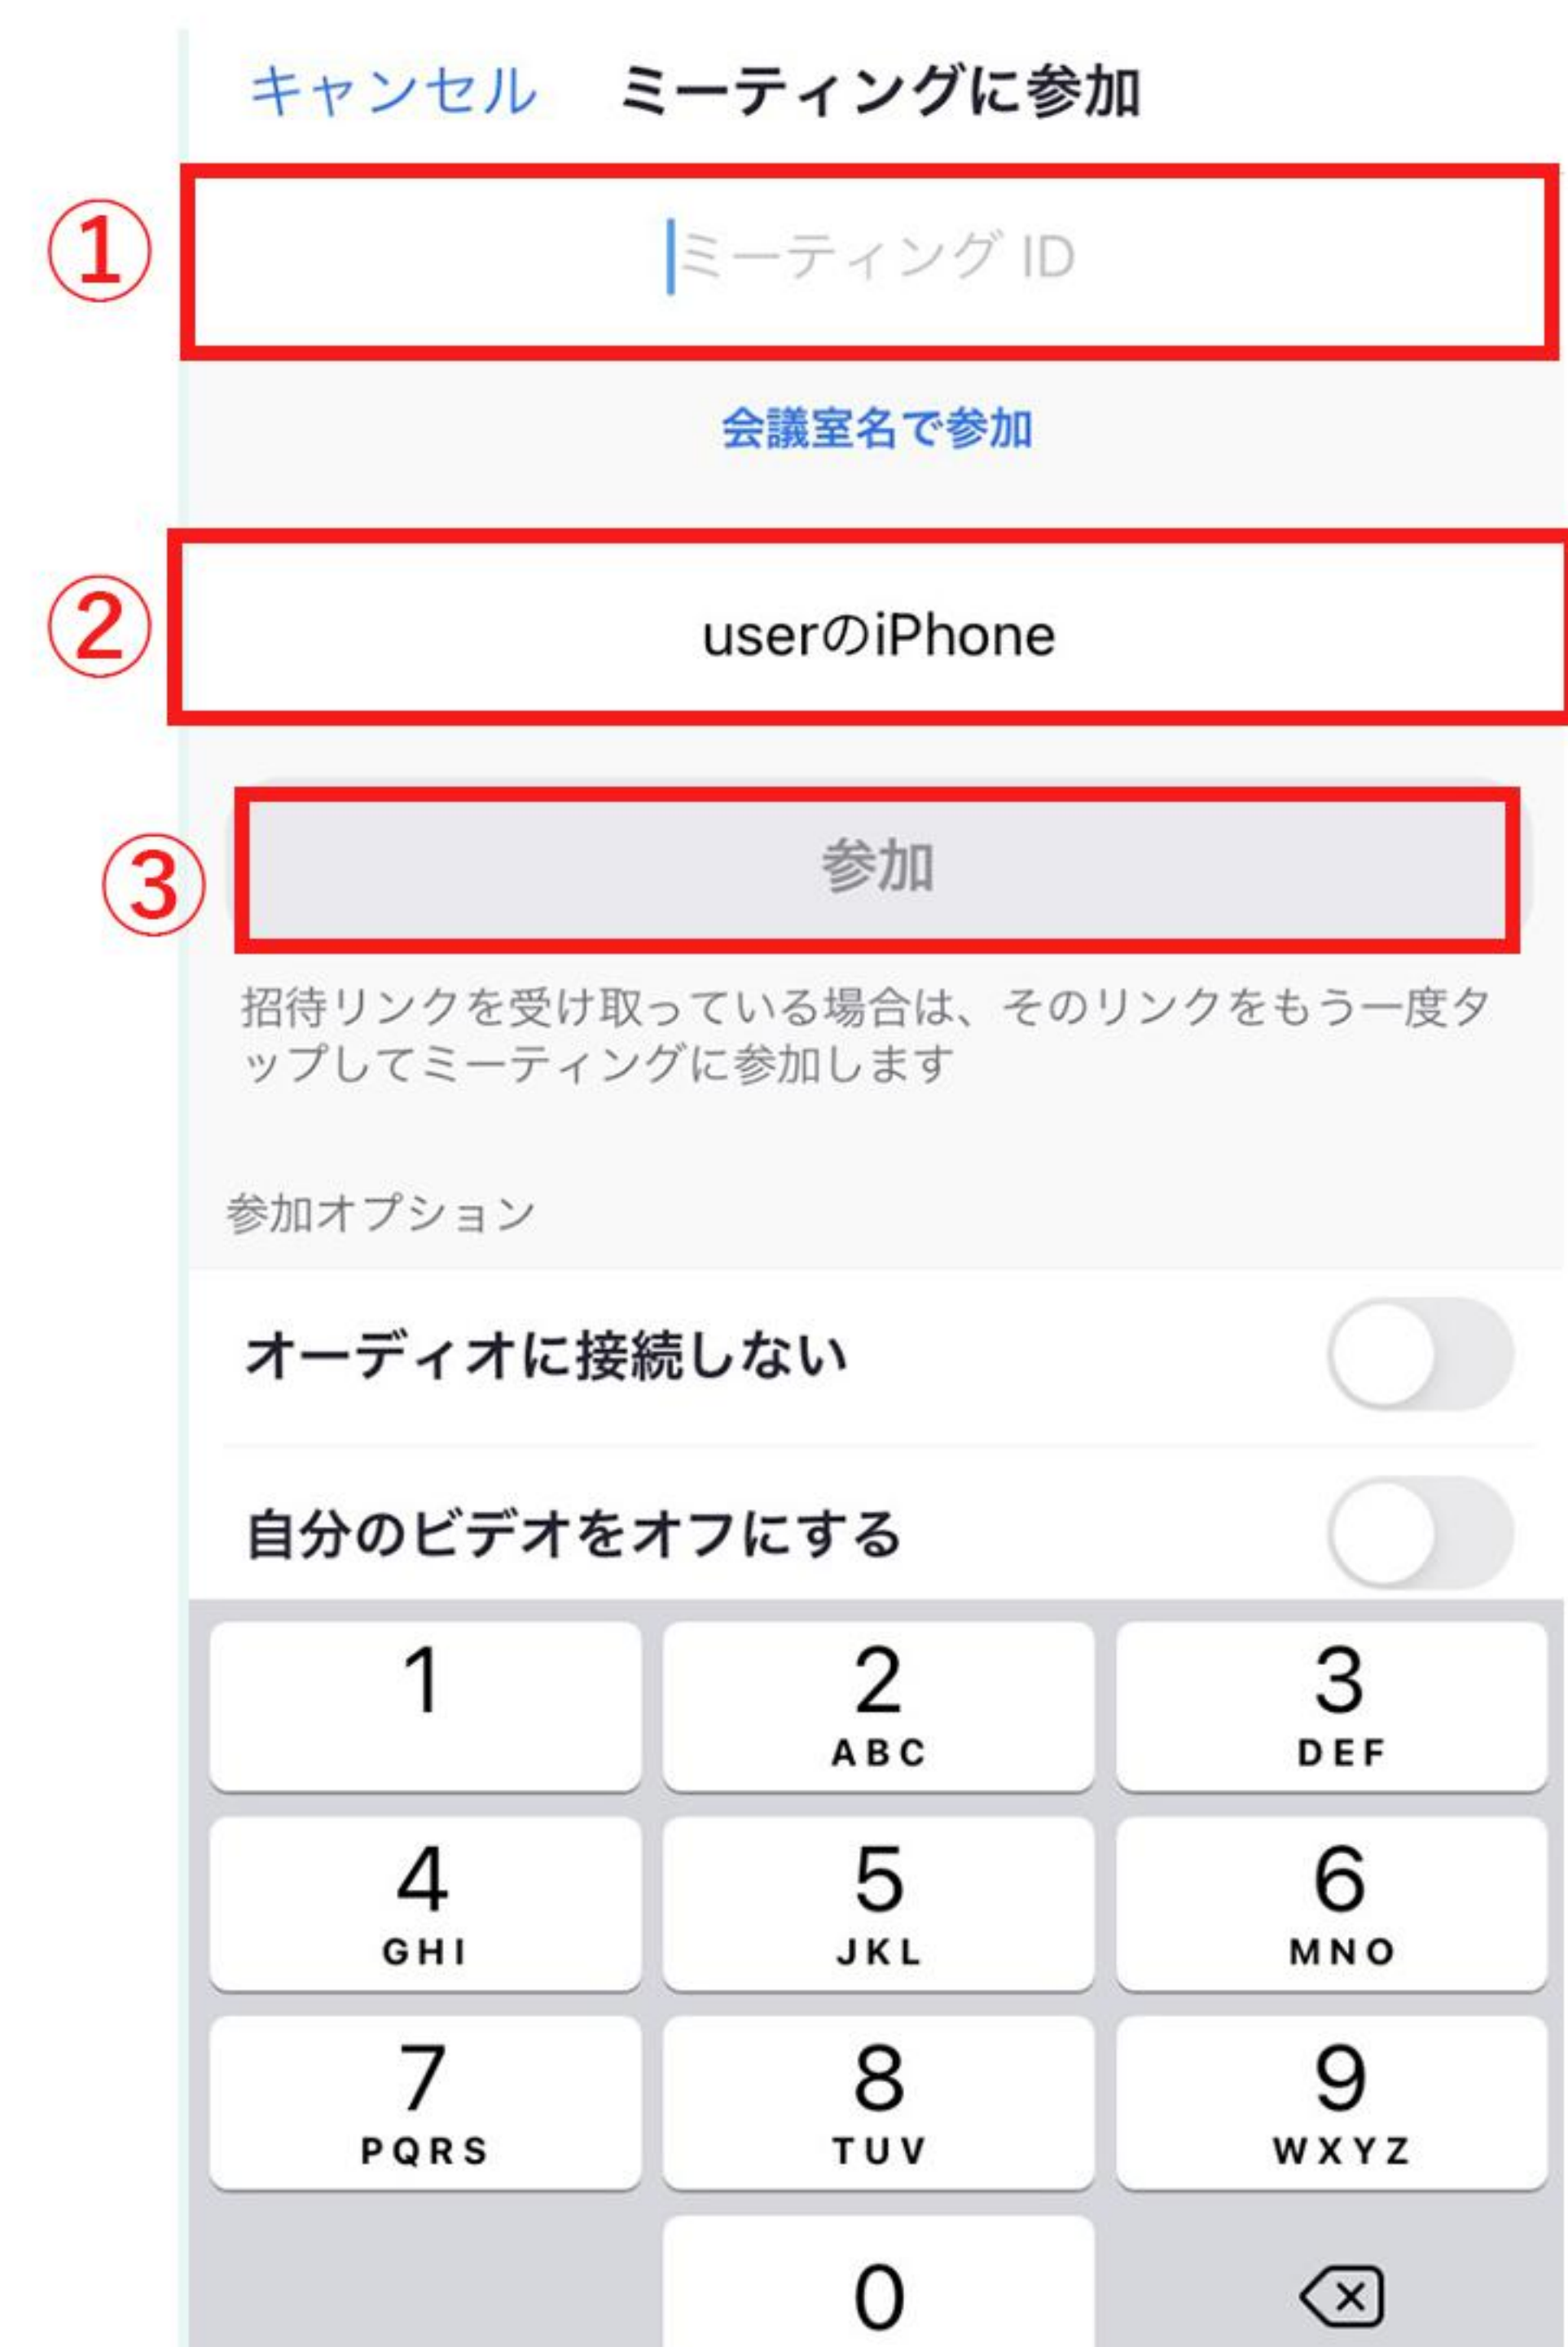 キャンセル ミーティングに参加
① ミーティング ID
会議室名で参加
② userのiPhone
③ 参加
招待リンクを受け取っている場合は、そのリンクをもう一度タ
ップしてミーティングに参加します
参加オプション
オーディオに接続しない
自分のビデオをオフにする
1 2 3
ABC DEF
4 5 6
GHI JKL MNO
7 8 9
PQRS TUV WXYZ
0